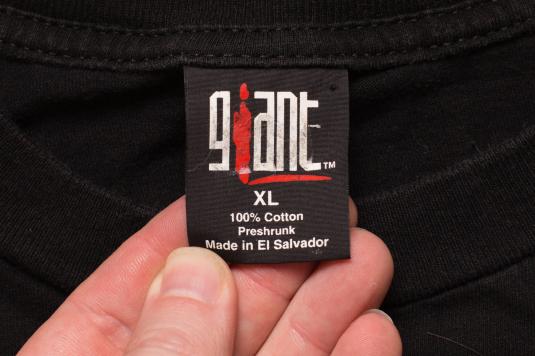 giant™
XL
100% Cotton
Preshrunk
Made in El Salvador